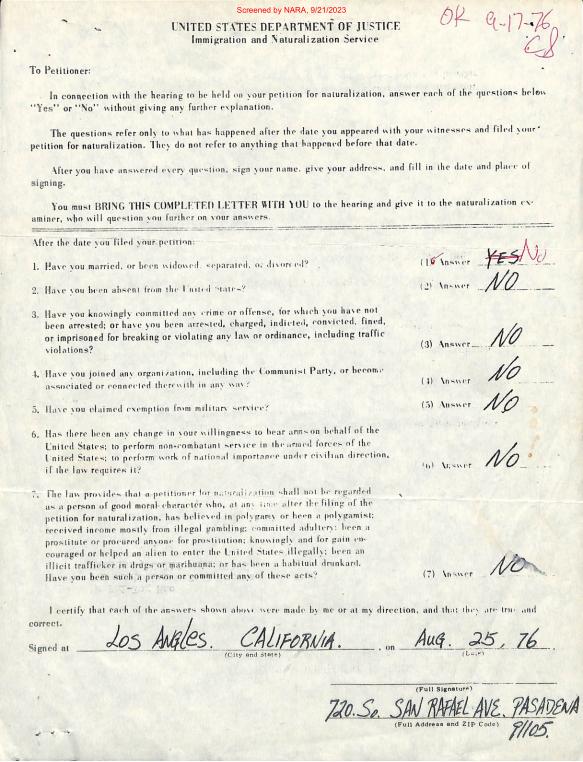 Screened by NARA, 9/21/2023
OK 9-17-76
UNITED STATES DEPARTMENT OF JUSTICE
Immigration and Naturalization Service
To Petitioner:
In connection with the hearing to be held on your petition for naturalization, answer each of the questions below
"Yes" or "No" without giving any further explanation.
The questions refer only to what has happened after the date you appeared with your witnesses and filed your
petition for naturalization. They do not refer to anything that happened before that date.
After you have answered every question, sign your name, give your address, and fill in the date and place of
signing.
You must BRING THIS COMPLETED LETTER WITH YOU to the hearing and give it to the naturalization ex-
aminer, who will question you further on your answers.
After the date you filed your petition:
1. Have you married, or been widowed, separated, or divorced? (1) Answer YES NO
2. Have you been absent from the United States? (2) Answer NO
3. Have you knowingly committed any crime or offense, for which you have not
been arrested; or have you been arrested, charged, indicted, convicted, fined,
or imprisoned for breaking or violating any law or ordinance, including traffic
violations? (3) Answer NO
4. Have you joined any organization, including the Communist Party, or become
associated or connected therewith in any way? (4) Answer NO
5. Have you claimed exemption from military service? (5) Answer NO
6. Has there been any change in your willingness to bear arms on behalf of the
United States; to perform non-combatant service in the armed forces of the
United States; to perform work of national importance under civilian direction,
if the law requires it? (6) Answer NO
7. The law provides that a petitioner for naturalization shall not be regarded
as a person of good moral character who, at any time after the filing of the
petition for naturalization, has believed in polygamy or been a polygamist;
received income mostly from illegal gambling; committed adultery; been a
prostitute or procured anyone for prostitution; knowingly and for gain en-
couraged or helped an alien to enter the United States illegally; been an
illicit trafficker in drugs or marihuana; or has been a habitual drunkard.
Have you been such a person or committed any of these acts? (7) Answer NO
I certify that each of the answers shown above were made by me or at my direction, and that they are true and
correct.
Signed at LOS ANGLES. CALIFORNIA. , on AUG. 25, 76
(City and State) (Date)
(Full Signature)
720. So. SAN RAFAEL AVE. PASADENA
(Full Address and ZIP Code) 91105.